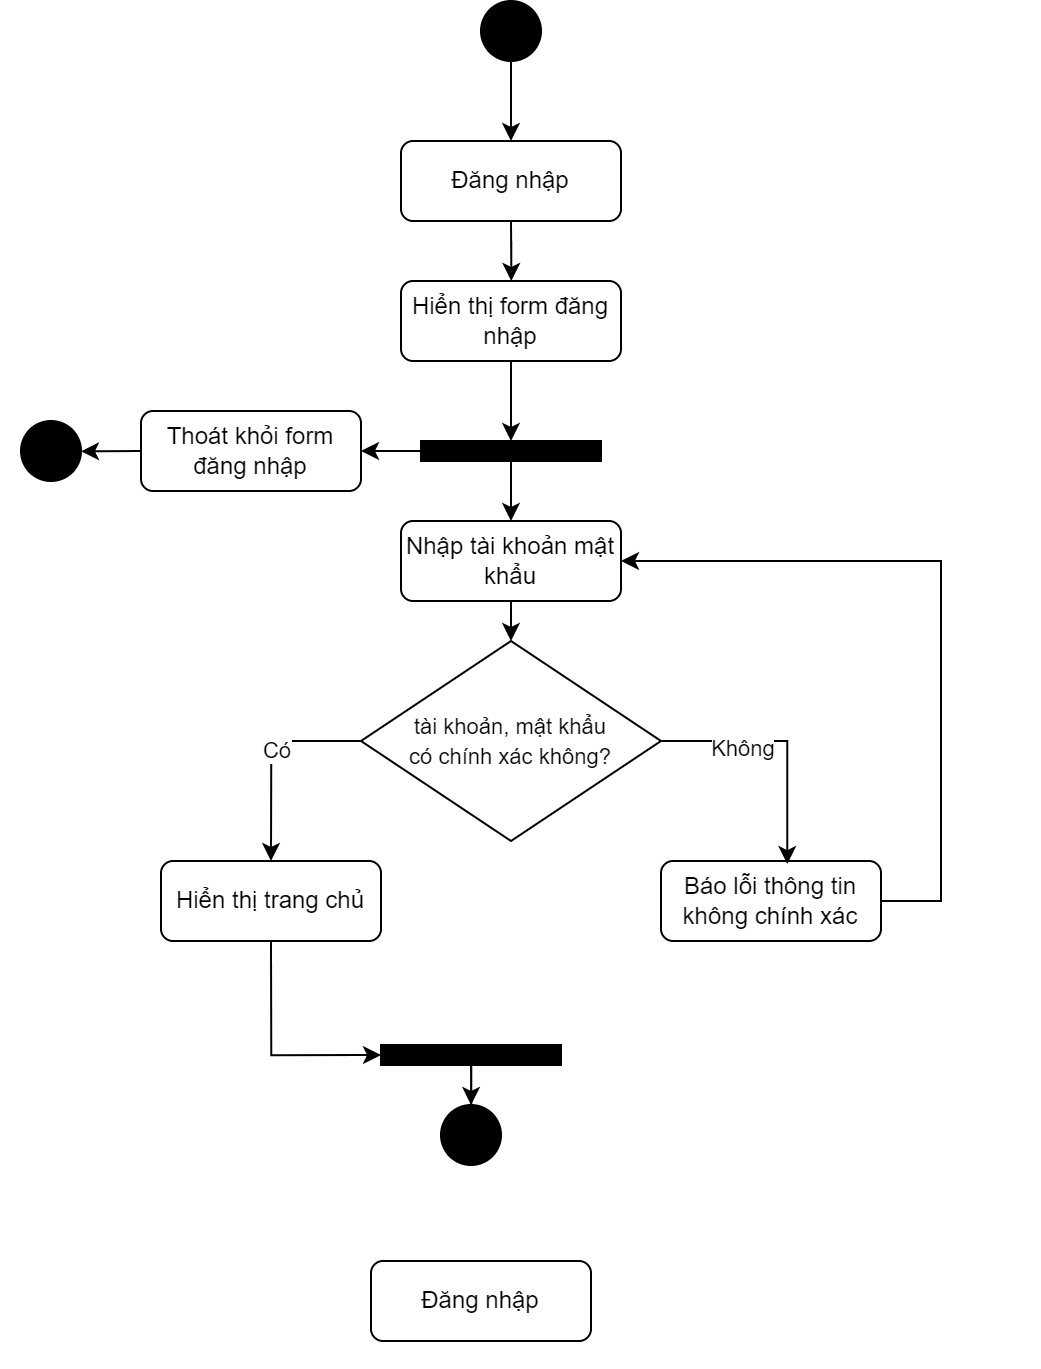 Đăng nhập
Hiển thị form đăng
nhập
Thoát khỏi form
đăng nhập
Nhập tài khoản mật
khẩu
tài khoản, mật khẩu
có chính xác không?
Có
Không
Hiển thị trang chủ
Báo lỗi thông tin
không chính xác
Đăng nhập